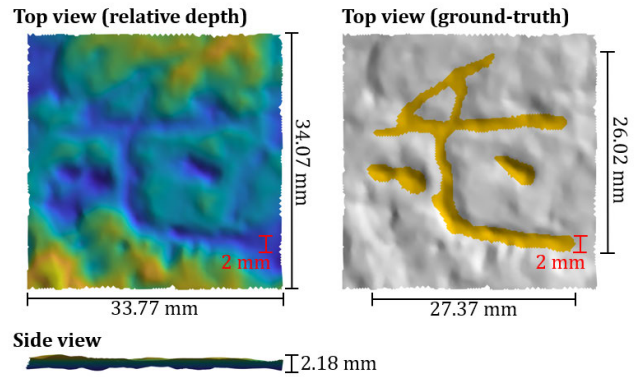 Top view (relative depth)
34.07 mm
2 mm
33.77 mm
Top view (ground-truth)
26.02 mm
2 mm
27.37 mm
Side view
2.18 mm